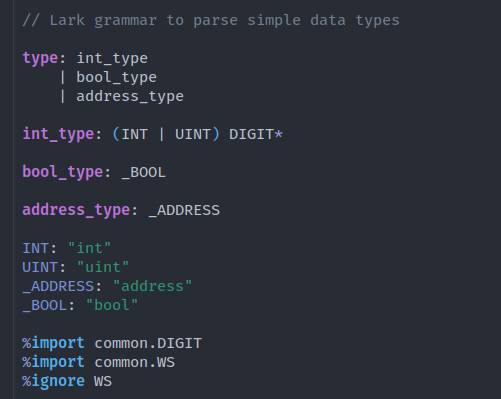 // Lark grammar to parse simple data types
type: int_type
| bool_type
| address_type
int_type: (INT | UINT) DIGIT*
bool_type: _BOOL
address_type: _ADDRESS
INT: "int"
UINT: "uint"
_ADDRESS: "address"
_BOOL: "bool"
%import common.DIGIT
%import common.WS
%ignore WS